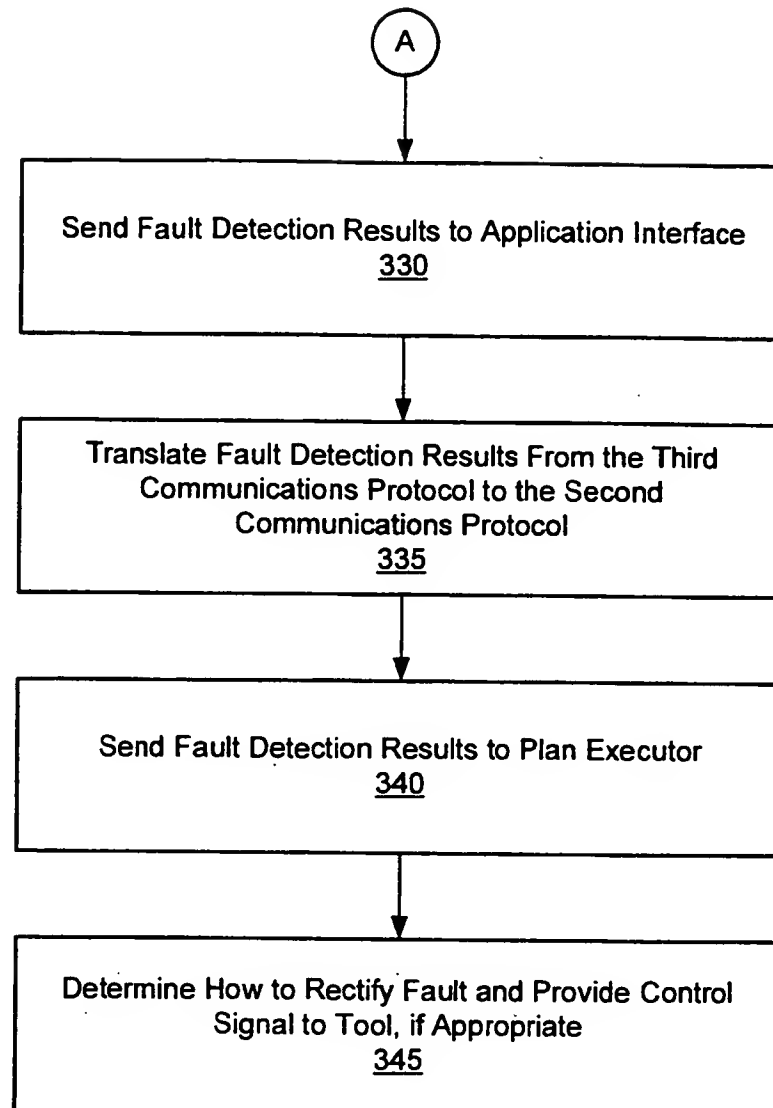 A
Send Fault Detection Results to Application Interface
330
Translate Fault Detection Results From the Third
Communications Protocol to the Second
Communications Protocol
335
Send Fault Detection Results to Plan Executor
340
Determine How to Rectify Fault and Provide Control
Signal to Tool, if Appropriate
345